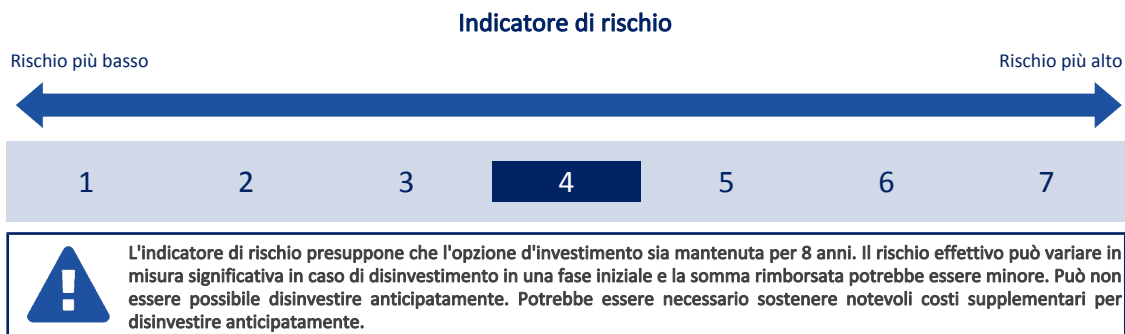 Indicatore di rischio
Rischio più basso
Rischio più alto
1 2 3 4 5 6 7
L'indicatore di rischio presuppone che l'opzione d'investimento sia mantenuta per 8 anni. Il rischio effettivo può variare in
misura significativa in caso di disinvestimento in una fase iniziale e la somma rimborsata potrebbe essere minore. Può non
essere possibile disinvestire anticipatamente. Potrebbe essere necessario sostenere notevoli costi supplementari per
disinvestire anticipatamente.